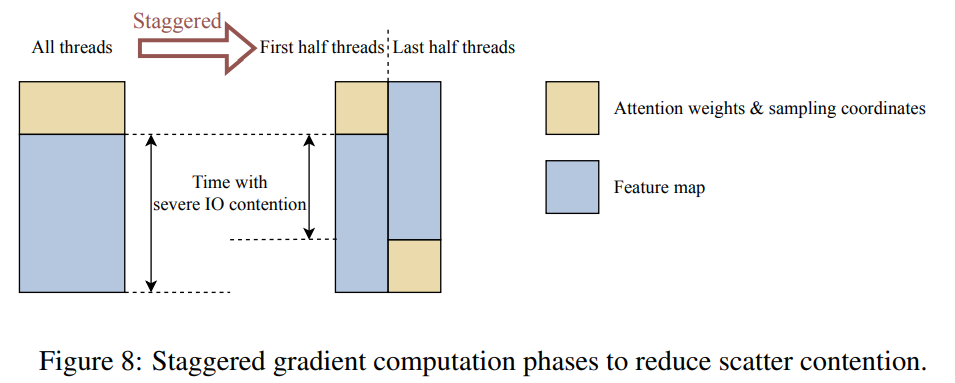 Staggered
All threads
First half threads
Last half threads
Attention weights & sampling coordinates
Time with
severe IO contention
Feature map
Figure 8: Staggered gradient computation phases to reduce scatter contention.